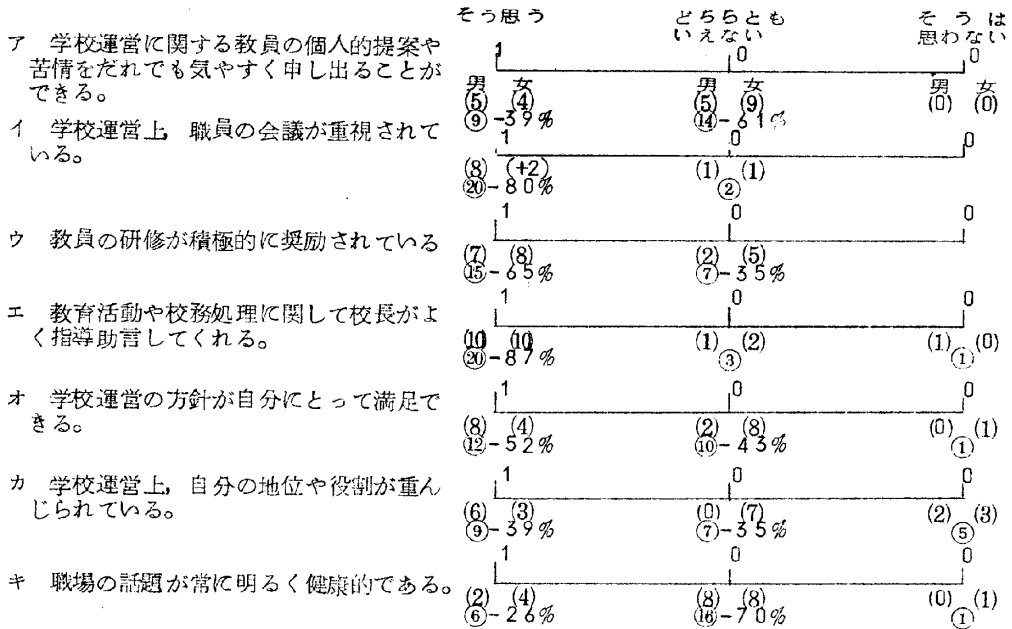 そう思う どちらとも そうは
いえない 思わない
ア 学校運営に関する教員の個人的提案や
苦情をだれでも気やすく申し出ることが
できる。
1 0 0
男 女 男 女 男 女
(5) (4) (5) (9) (0) (0)
⑨-39% ⑭-61%
イ 学校運営上, 職員の会議が重視されて
いる。
1 0 0
(8) (+2) (1) (1)
⑳-80% ②
ウ 教員の研修が積極的に奨励されている
1 0 0
(7) (8) (2) (5)
⑮-65% ⑦-35%
エ 教育活動や校務処理に関して校長がよ
く指導助言してくれる。
1 0 0
(10) (10) (1) (2) (1) (0)
⑳-87% ③ ①
オ 学校運営の方針が自分にとって満足で
きる。
1 0 0
(8) (4) (2) (8) (0) (1)
⑫-52% ⑩-43% ①
カ 学校運営上, 自分の地位や役割が重ん
じられている。
1 0 0
(6) (3) (0) (7) (2) (3)
⑨-39% ⑦-35% ⑤
キ 職場の話題が常に明るく健康的である。
1 0 0
(2) (4) (8) (8) (0) (1)
⑥-26% ⑯-70% ①